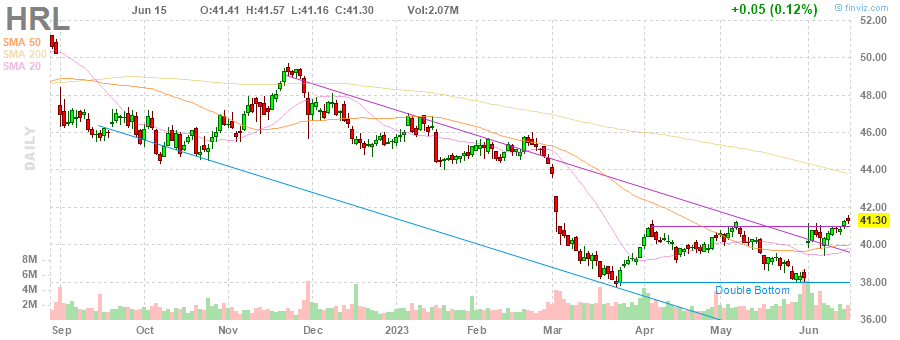 HRL
Jun 15 O:41.41 H:41.57 L:41.16 C:41.30 Vol:2.07M +0.05 (0.12%) © finviz.com
SMA 50
SMA 200
SMA 20
DAILY
52.00
50.00
48.00
46.00
44.00
42.00
41.30
40.00
38.00
36.00
8M
6M
4M
2M
Double Bottom
Sep Oct Nov Dec 2023 Feb Mar Apr May Jun